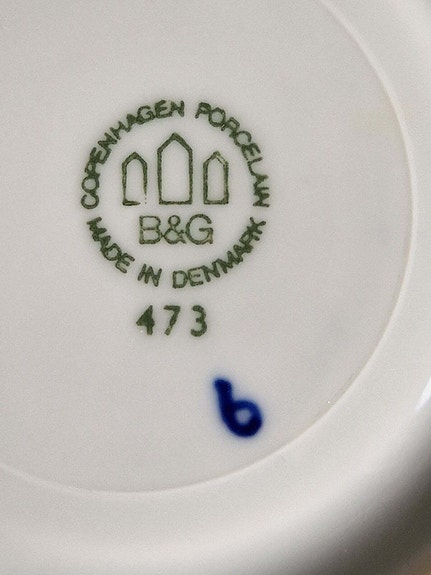 COPENHAGEN PORCELAIN
B&G
MADE IN DENMARK
473
6